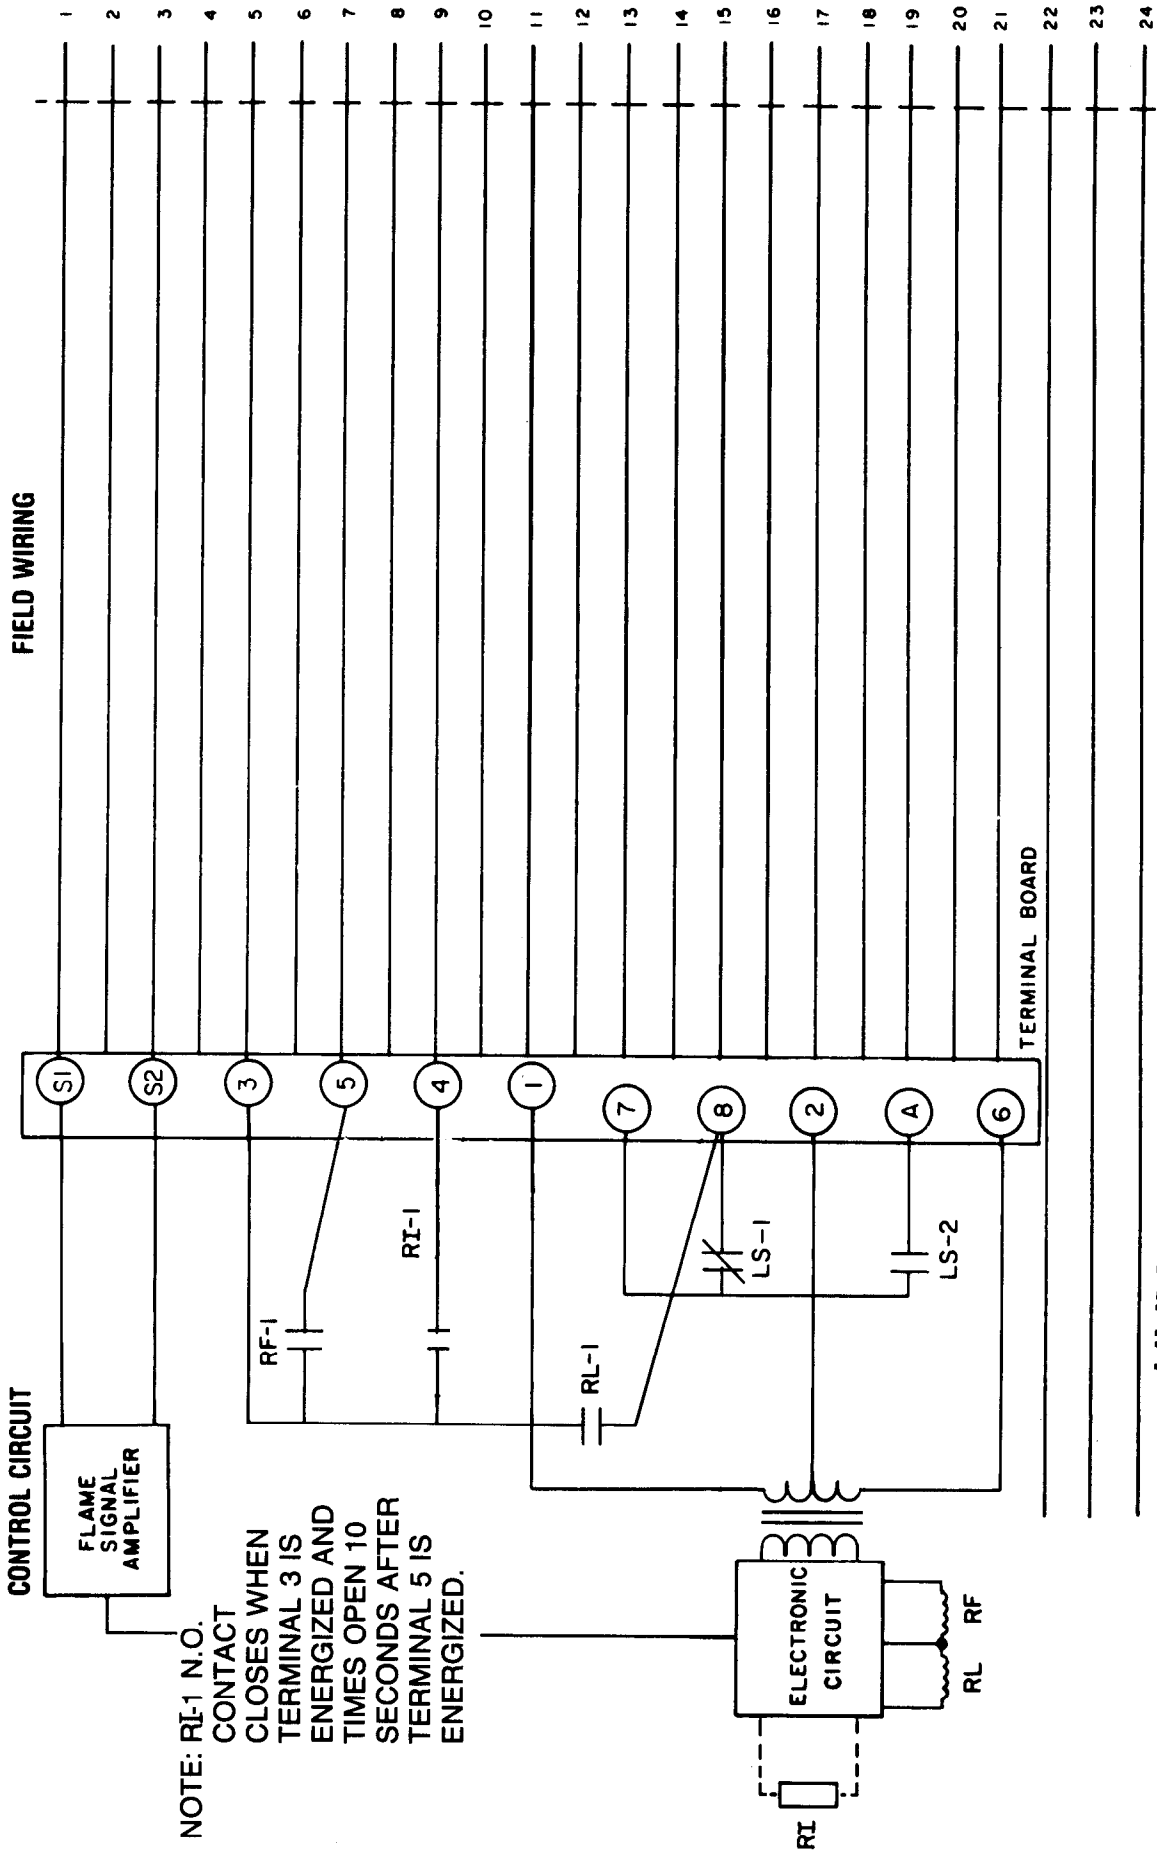 CONTROL CIRCUIT
FIELD WIRING
FLAME
SIGNAL
AMPLIFIER
NOTE: RI-1 N.O.
CONTACT
CLOSES WHEN
TERMINAL 3 IS
ENERGIZED AND
TIMES OPEN 10
SECONDS AFTER
TERMINAL 5 IS
ENERGIZED.
RF-1
RI-1
RL-1
LS-1
LS-2
S1
S2
3
5
4
1
7
8
2
A
6
TERMINAL BOARD
ELECTRONIC
CIRCUIT
RI
RL
RF
1
2
3
4
5
6
7
8
9
10
11
12
13
14
15
16
17
18
19
20
21
22
23
24